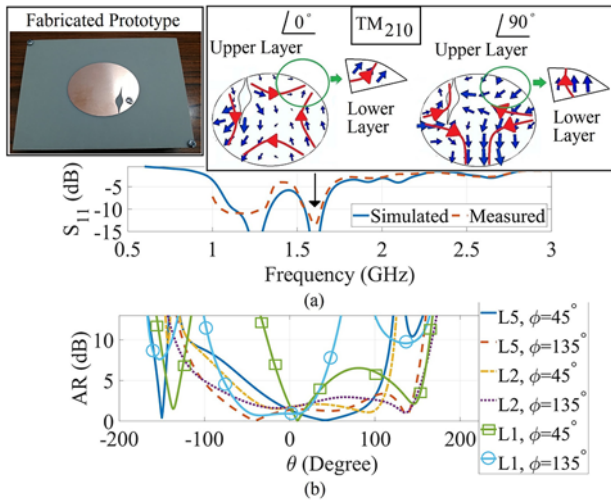 Fabricated Prototype
0° TM210 90°
Upper Layer
Upper Layer
Lower
Layer
Lower
Layer
S11 (dB)
-5
-10
-15
Simulated Measured
0.5 1 1.5 2 2.5 3
Frequency (GHz)
(a)
AR (dB)
10
5
0
-200 -100 0 100 200
θ (Degree)
(b)
L5, ϕ=45°
L5, ϕ=135°
L2, ϕ=45°
L2, ϕ=135°
L1, ϕ=45°
L1, ϕ=135°